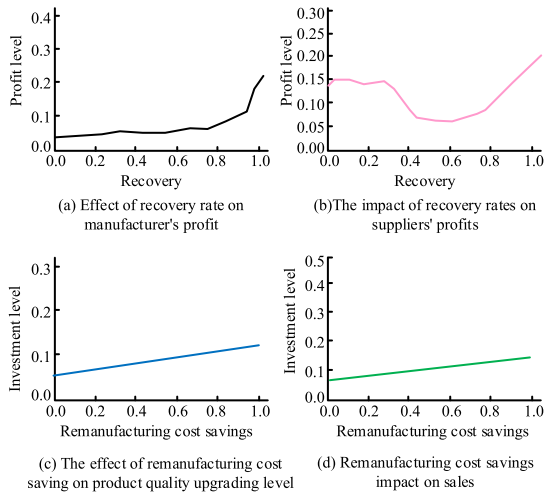 0.4
0.2
0.1
0.0
Profit level
0.0 0.2 0.4 0.6 0.8 1.0
Recovery
(a) Effect of recovery rate on
manufacturer's profit
0.30
0.20
0.15
0.10
0.05
0.00
Profit level
0.0 0.2 0.4 0.6 0.8 1.0
Recovery
(b)The impact of recovery rates on
suppliers' profits
0.3
0.2
0.1
0.0
Investment level
0.0 0.2 0.4 0.6 0.8 1.0
Remanufacturing cost savings
(c) The effect of remanufacturing cost
saving on product quality upgrading level
0.5
0.4
0.2
0.1
0.0
Investment level
0.0 0.2 0.4 0.6 0.8 1.0
Remanufacturing cost savings
(d) Remanufacturing cost savings
impact on sales